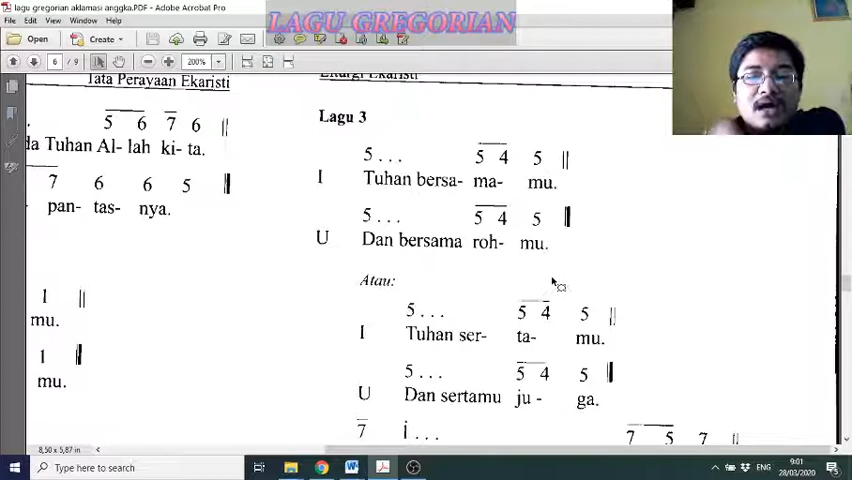 lagu gregorian aklamasi angka.PDF - Adobe Acrobat Pro
LAGU GREGORIAN
File Edit View Window Help
Open Create
6 / 9 200%
Tata Perayaan Ekaristi
Liturgi Ekaristi
5 6 7 6
da Tuhan Al- lah ki- ta.
7 6 6 5
pan- tas- nya.
1
mu.
1
mu.
Lagu 3
5 . . . 5 4 5
I Tuhan bersa- ma- mu.
5 . . . 5 4 5
U Dan bersama roh- mu.
Atau:
5 . . . 5 4 5
I Tuhan ser- ta- mu.
5 . . . 5 4 5
U Dan sertamu ju - ga.
7 i . . . 7 5 7
8,50 x 5,87 in
Type here to search
ENG
9:01
28/03/2020